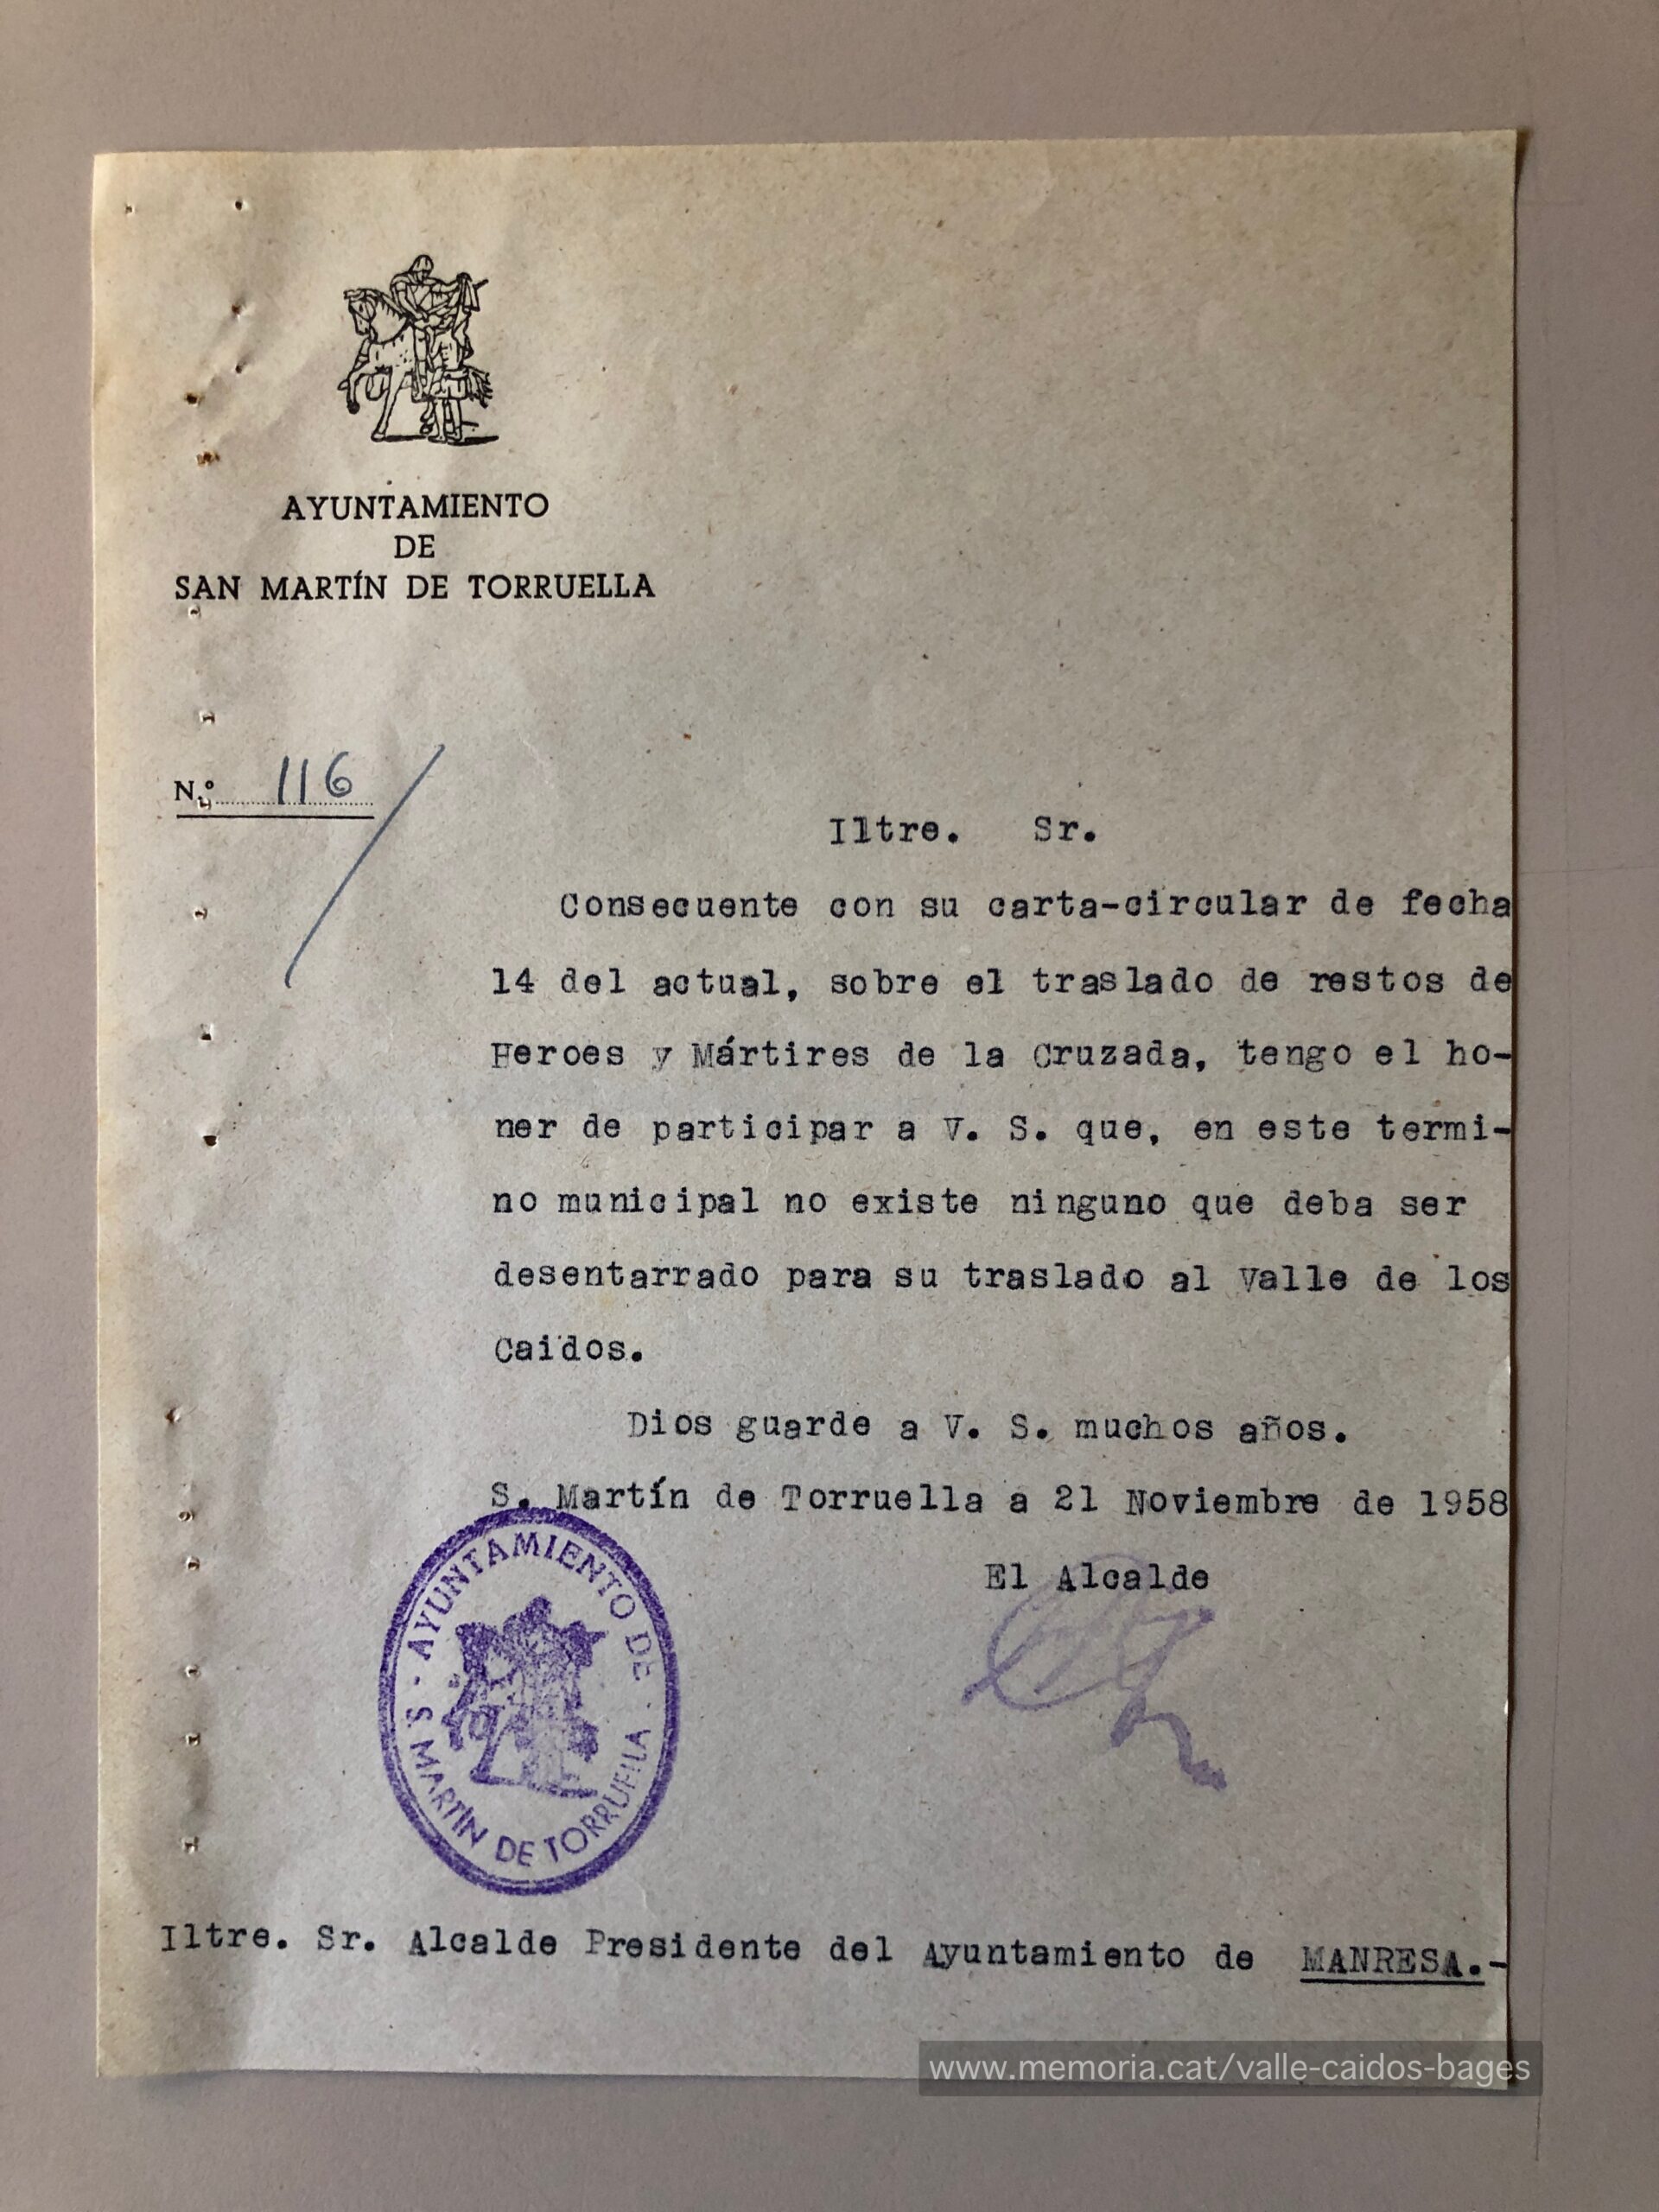 AYUNTAMIENTO
DE
SAN MARTÍN DE TORRUELLA
N.º 116
Iltre. Sr.
Consecuente con su carta-circular de fecha
14 del actual, sobre el traslado de restos de
Heroes y Mártires de la Cruzada, tengo el ho-
ner de participar a V. S. que, en este termi-
no municipal no existe ninguno que deba ser
desentarrado para su traslado al Valle de los
Caidos.
Dios guarde a V. S. muchos años.
S. Martín de Torruella a 21 Noviembre de 1958
El Alcalde
AYUNTAMIENTO DE
S. MARTÍN DE TORRUELLA
Iltre. Sr. Alcalde Presidente del Ayuntamiento de MANRESA.-
www.memoria.cat/valle-caidos-bages